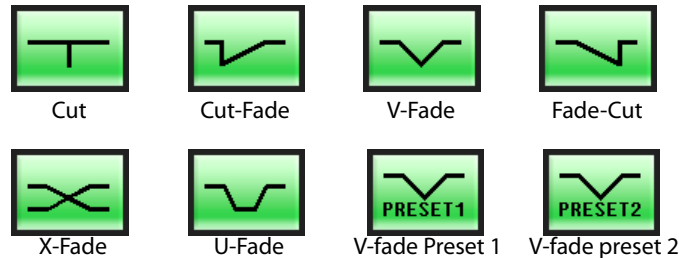 Cut Cut-Fade V-Fade Fade-Cut
PRESET1 PRESET2
X-Fade U-Fade V-fade Preset 1 V-fade preset 2